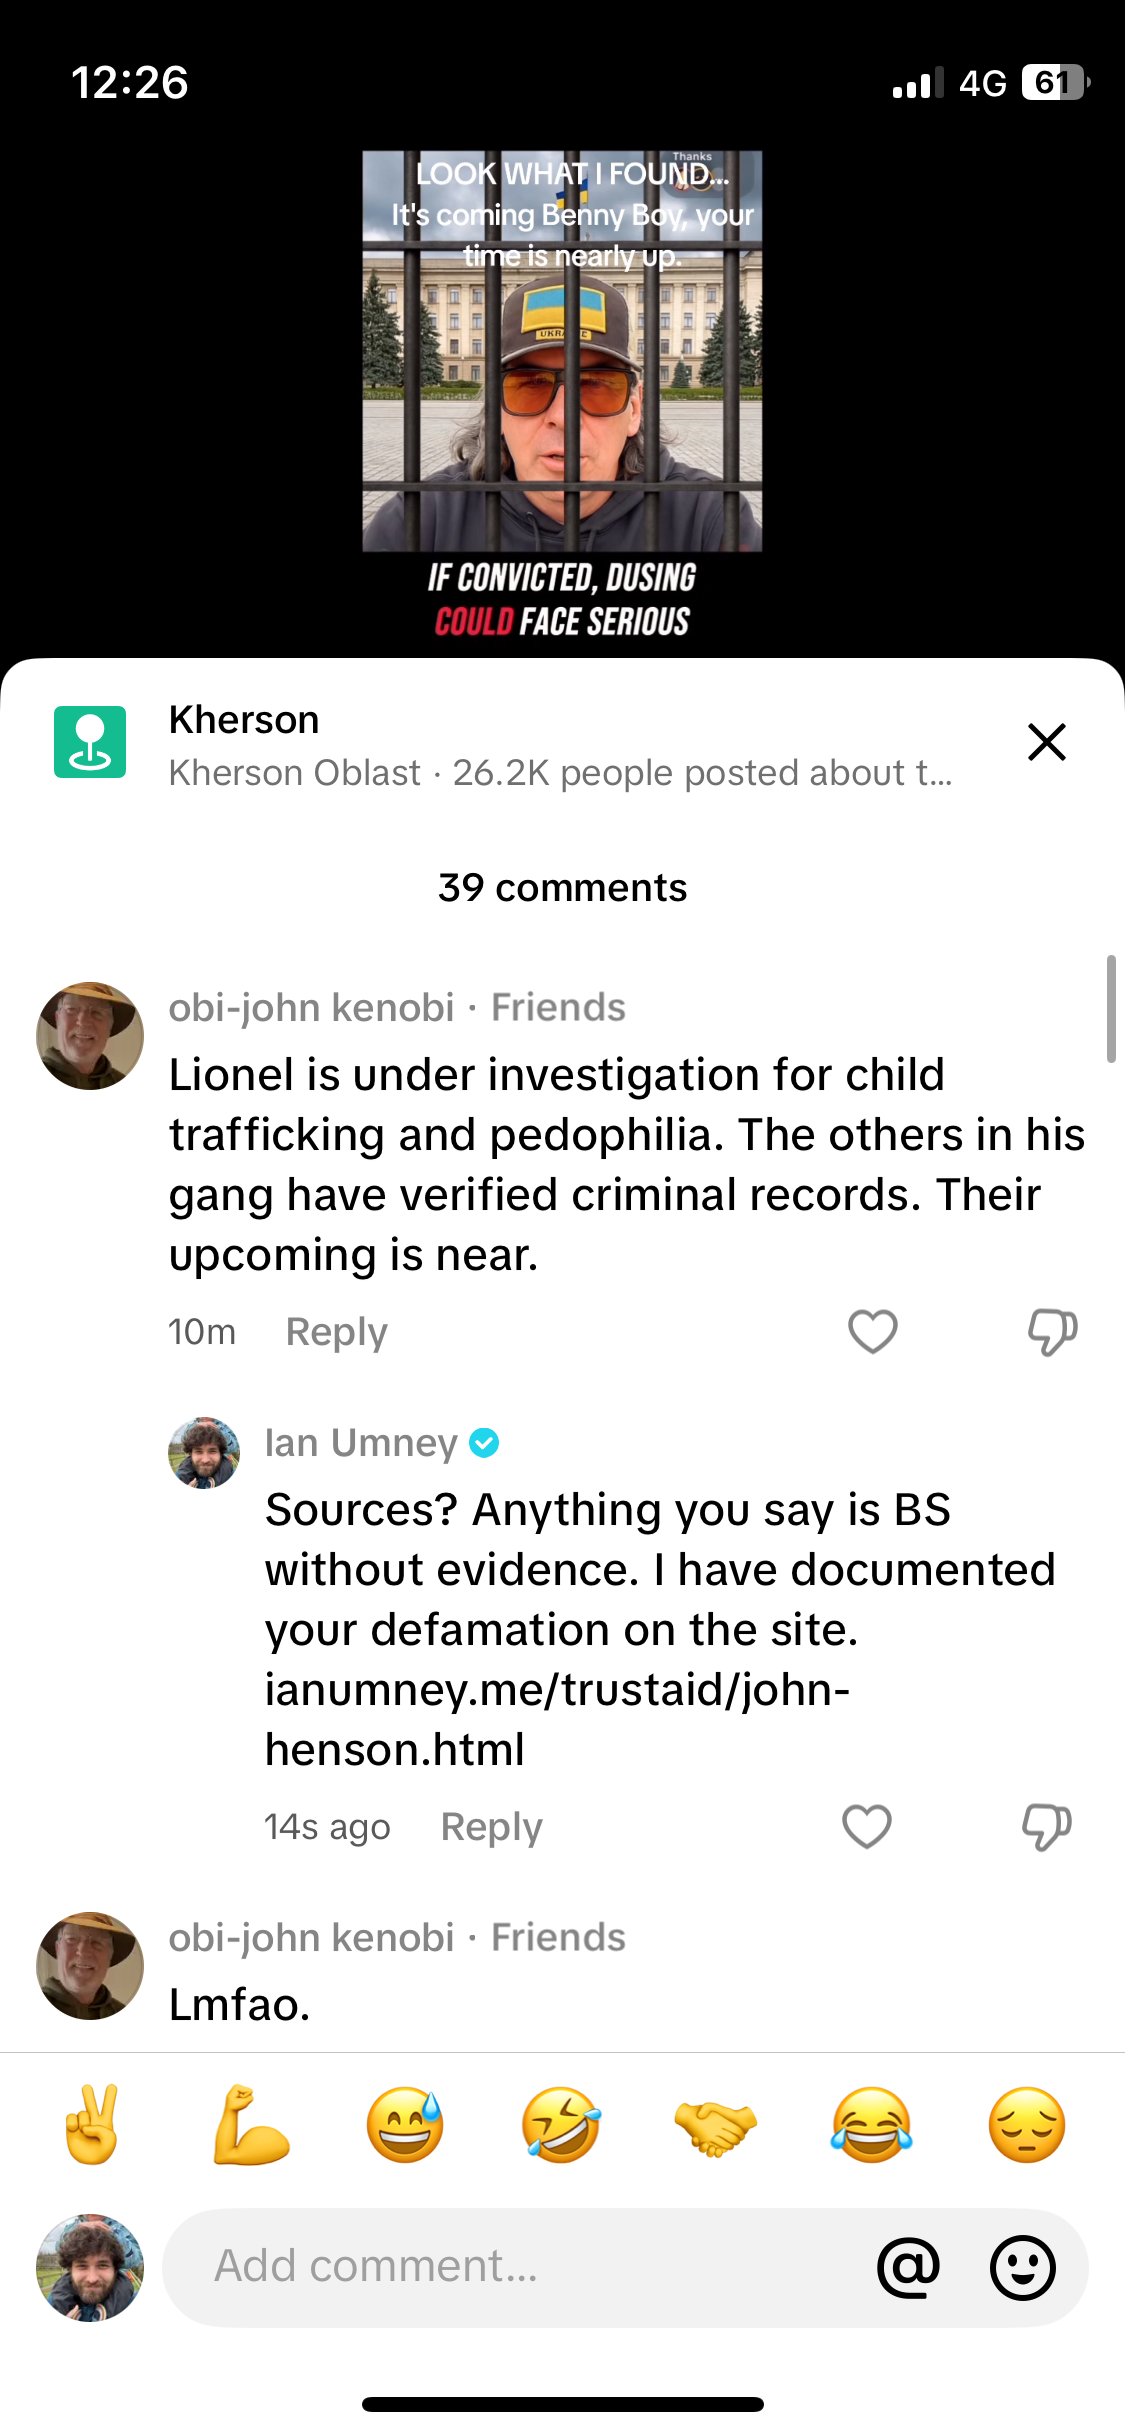 12:26
4G 61
Thanks
LOOK WHAT I FOUND...
It's coming Benny Boy, your
time is nearly up.
UKRAINE
IF CONVICTED, DUSING
COULD FACE SERIOUS
Kherson
Kherson Oblast · 26.2K people posted about t...
39 comments
obi-john kenobi · Friends
Lionel is under investigation for child
trafficking and pedophilia. The others in his
gang have verified criminal records. Their
upcoming is near.
10m Reply
Ian Umney
Sources? Anything you say is BS
without evidence. I have documented
your defamation on the site.
ianumney.me/trustaid/john-
henson.html
14s ago Reply
obi-john kenobi · Friends
Lmfao.
Add comment...